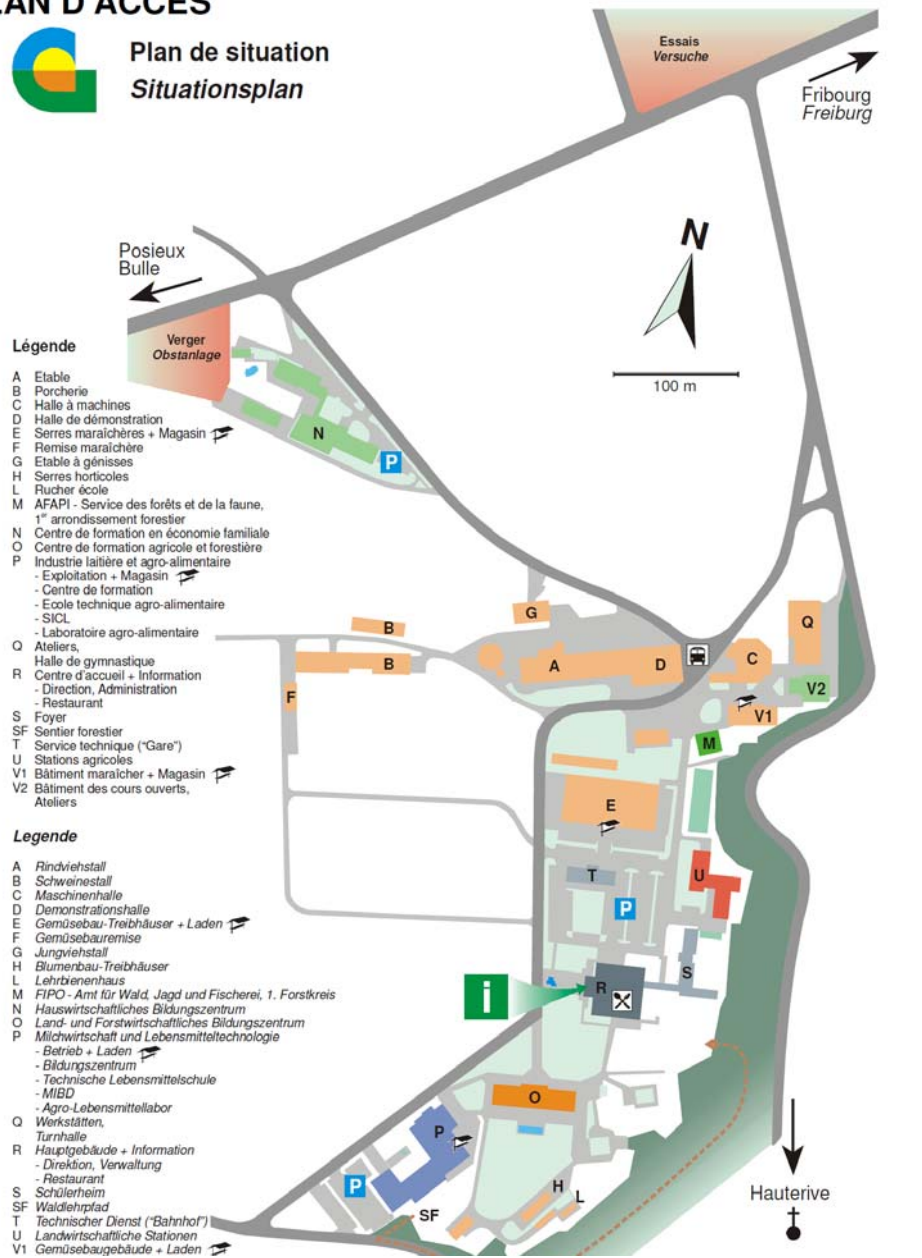 PLAN D'ACCÈS
Plan de situation
Situationsplan
Essais
Versuche
Fribourg
Freiburg
N
100 m
Posieux
Bulle
Verger
Obstanlage
Légende
A Etable
B Porcherie
C Halle à machines
D Halle de démonstration
E Serres maraîchères + Magasin
F Remise maraîchère
G Etable à génisses
H Serres horticoles
L Rucher école
M AFAPI - Service des forêts et de la faune,
1er arrondissement forestier
N Centre de formation en économie familiale
O Centre de formation agricole et forestière
P Industrie laitière et agro-alimentaire
- Exploitation + Magasin
- Centre de formation
- Ecole technique agro-alimentaire
- SICL
- Laboratoire agro-alimentaire
Q Ateliers,
Halle de gymnastique
R Centre d'accueil + Information
- Direction, Administration
- Restaurant
S Foyer
SF Sentier forestier
T Service technique ("Gare")
U Stations agricoles
V1 Bâtiment maraîcher + Magasin
V2 Bâtiment des cours ouverts,
Ateliers
Legende
A Rindviehstall
B Schweinestall
C Maschinenhalle
D Demonstrationshalle
E Gemüsebau-Treibhäuser + Laden
F Gemüsebauremise
G Jungviehstall
H Blumenbau-Treibhäuser
L Lehrbienenhaus
M FIPO - Amt für Wald, Jagd und Fischerei, 1. Forstkreis
N Hauswirtschaftliches Bildungszentrum
O Land- und Forstwirtschaftliches Bildungszentrum
P Milchwirtschaft und Lebensmitteltechnologie
- Betrieb + Laden
- Bildungszentrum
- Technische Lebensmittelschule
- MIBD
- Agro-Lebensmittellabor
Q Werkstätten,
Turnhalle
R Hauptgebäude + Information
- Direktion, Verwaltung
- Restaurant
S Schülerheim
SF Waldlehrpfad
T Technischer Dienst ("Bahnhof")
U Landwirtschaftliche Stationen
V1 Gemüsebaugebäude + Laden
N
P
G
B
B
A
D
C
Q
F
V2
V1
M
E
T
U
P
S
i
R
O
P
P
H
L
SF
Hauterive